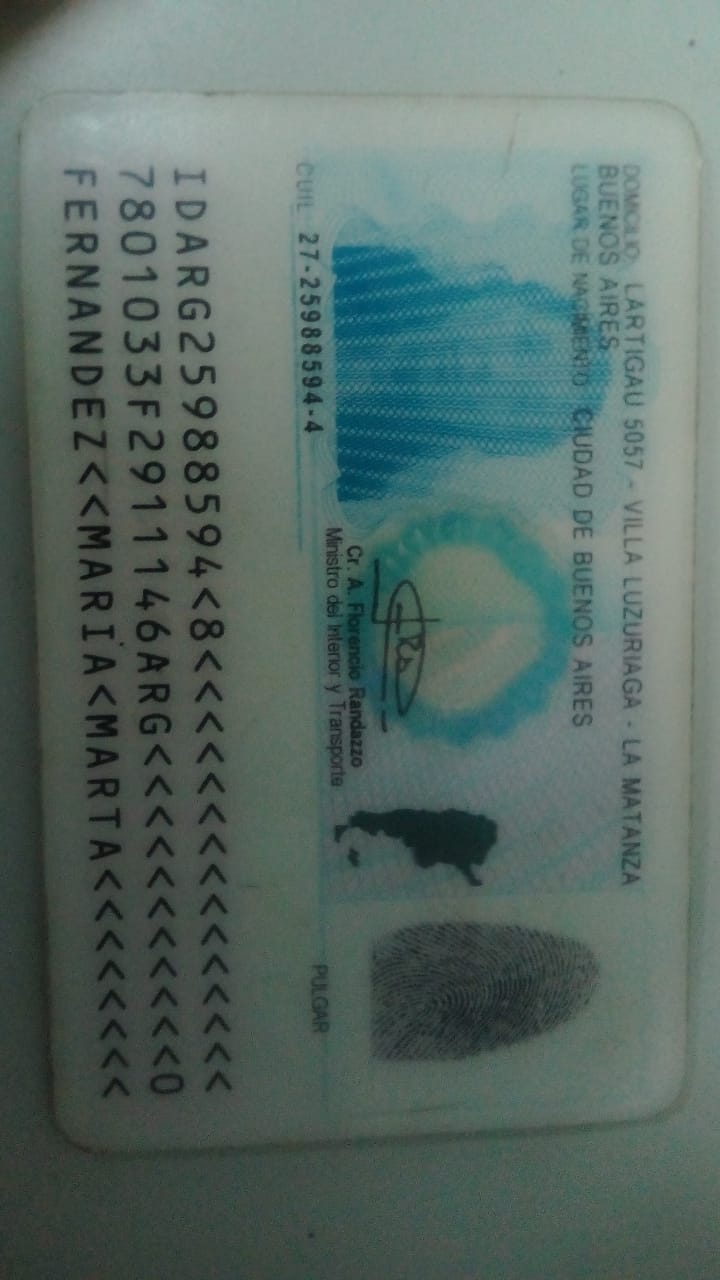 DOMICILIO: LARTIGAU 5057 - VILLA LUZURIAGA - LA MATANZA
BUENOS AIRES
LUGAR DE NACIMIENTO: CIUDAD DE BUENOS AIRES
Cr. A. Florencio Randazzo
Ministro del Interior y Transporte
PULGAR
CUIL: 27-25988594-4
IDARG25988594<8<<<<<<<<<<<<<<<
7801033F2911146ARG<<<<<<<<<<<0
FERNANDEZ<<MARIA<MARTA<<<<<<<<